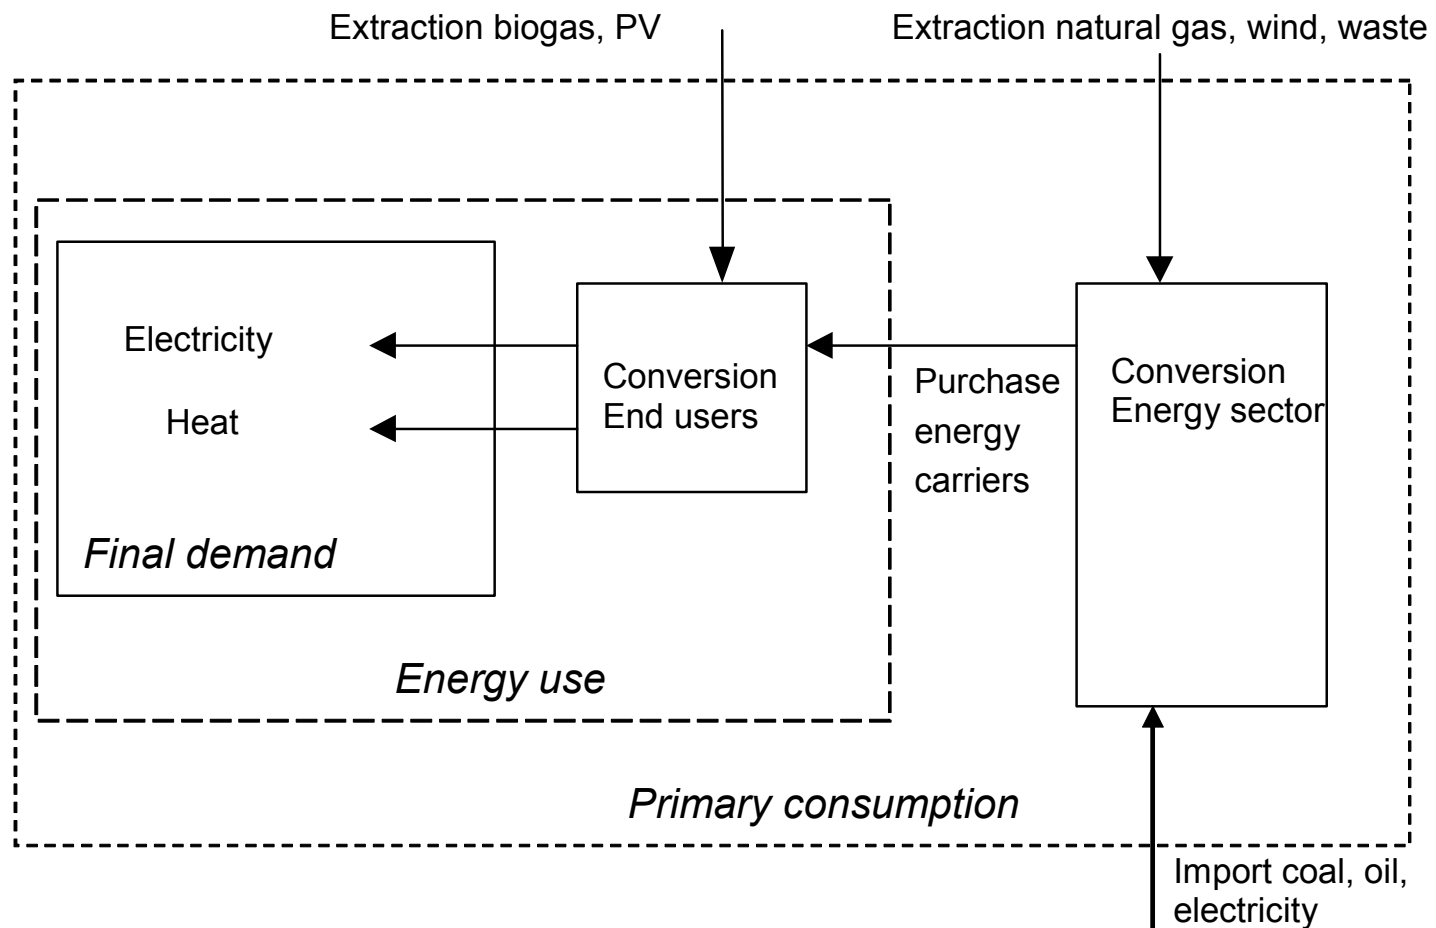 Extraction biogas, PV
Extraction natural gas, wind, waste
Electricity
Heat
Final demand
Conversion
End users
Purchase
energy
carriers
Conversion
Energy sector
Energy use
Primary consumption
Import coal, oil,
electricity